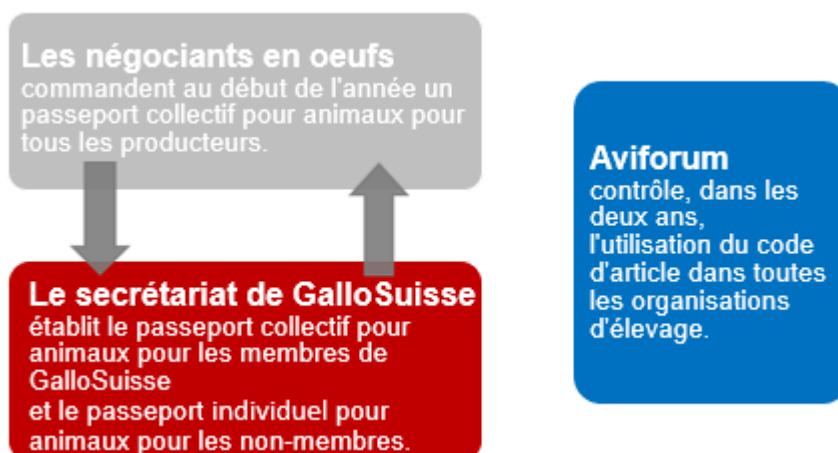 Les négociants en oeufs
commandent au début de l'année un
passeport collectif pour animaux pour
tous les producteurs.
Le secrétariat de GalloSuisse
établit le passeport collectif pour
animaux pour les membres de
GalloSuisse
et le passeport individuel pour
animaux pour les non-membres.
Aviforum
contrôle, dans les
deux ans,
l'utilisation du code
d'article dans toutes
les organisations
d'élevage.